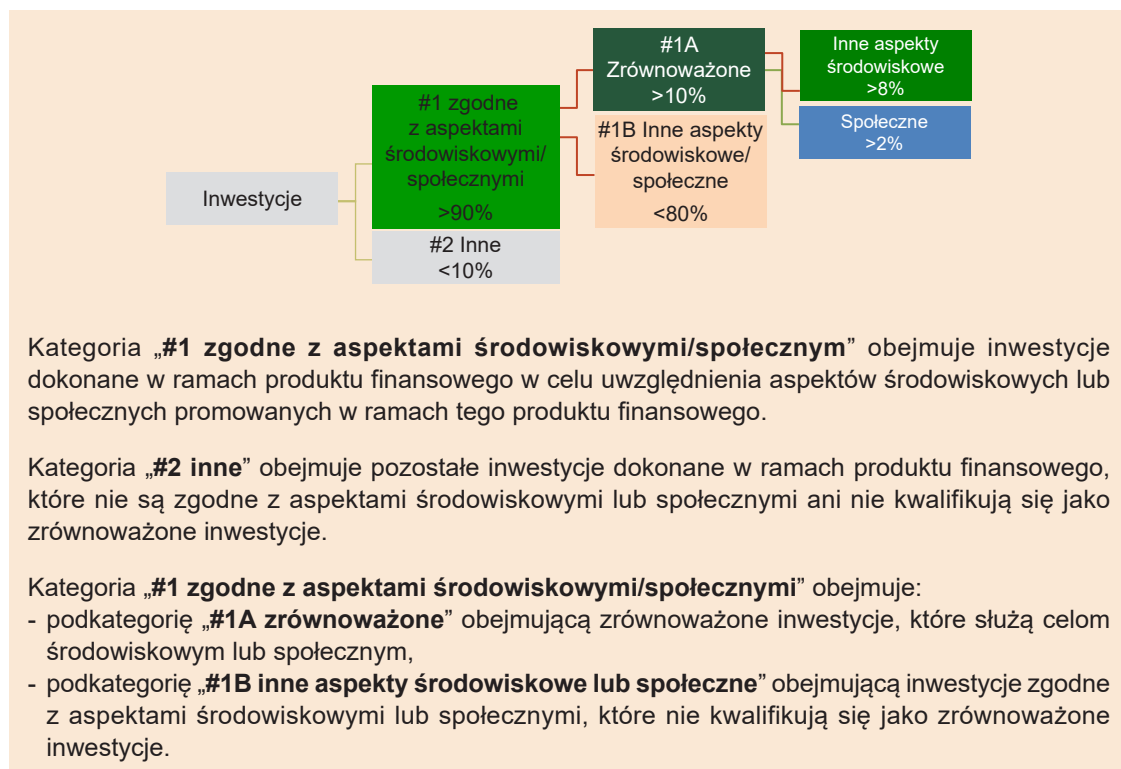 Inwestycje
#1 zgodne
z aspektami
środowiskowymi/
społecznymi
>90%
#2 Inne
<10%
#1A
Zrównoważone
>10%
#1B Inne aspekty
środowiskowe/
społeczne
<80%
Inne aspekty
środowiskowe
>8%
Społeczne
>2%
Kategoria „#1 zgodne z aspektami środowiskowymi/społecznym” obejmuje inwestycje
dokonane w ramach produktu finansowego w celu uwzględnienia aspektów środowiskowych lub
społecznych promowanych w ramach tego produktu finansowego.
Kategoria „#2 inne” obejmuje pozostałe inwestycje dokonane w ramach produktu finansowego,
które nie są zgodne z aspektami środowiskowymi lub społecznymi ani nie kwalifikują się jako
zrównoważone inwestycje.
Kategoria „#1 zgodne z aspektami środowiskowymi/społecznymi” obejmuje:
- podkategorię „#1A zrównoważone” obejmującą zrównoważone inwestycje, które służą celom
środowiskowym lub społecznym,
- podkategorię „#1B inne aspekty środowiskowe lub społeczne” obejmującą inwestycje zgodne
z aspektami środowiskowymi lub społecznymi, które nie kwalifikują się jako zrównoważone
inwestycje.